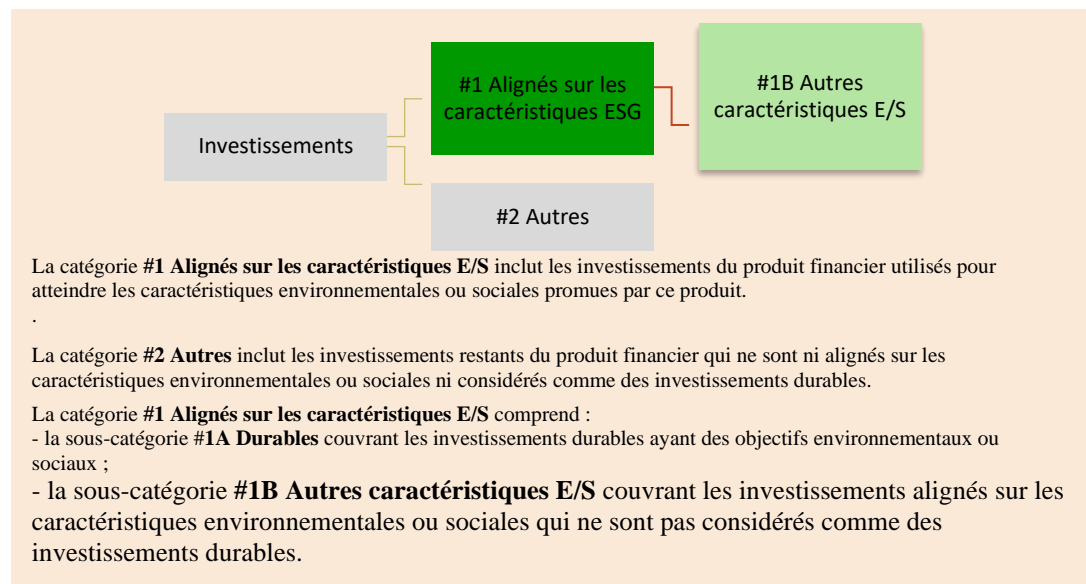 #1 Alignés sur les
caractéristiques ESG
#1B Autres
caractéristiques E/S
Investissements
#2 Autres
La catégorie #1 Alignés sur les caractéristiques E/S inclut les investissements du produit financier utilisés pour
atteindre les caractéristiques environnementales ou sociales promues par ce produit.
.
La catégorie #2 Autres inclut les investissements restants du produit financier qui ne sont ni alignés sur les
caractéristiques environnementales ou sociales ni considérés comme des investissements durables.
La catégorie #1 Alignés sur les caractéristiques E/S comprend :
- la sous-catégorie #1A Durables couvrant les investissements durables ayant des objectifs environnementaux ou
sociaux ;
- la sous-catégorie #1B Autres caractéristiques E/S couvrant les investissements alignés sur les
caractéristiques environnementales ou sociales qui ne sont pas considérés comme des
investissements durables.